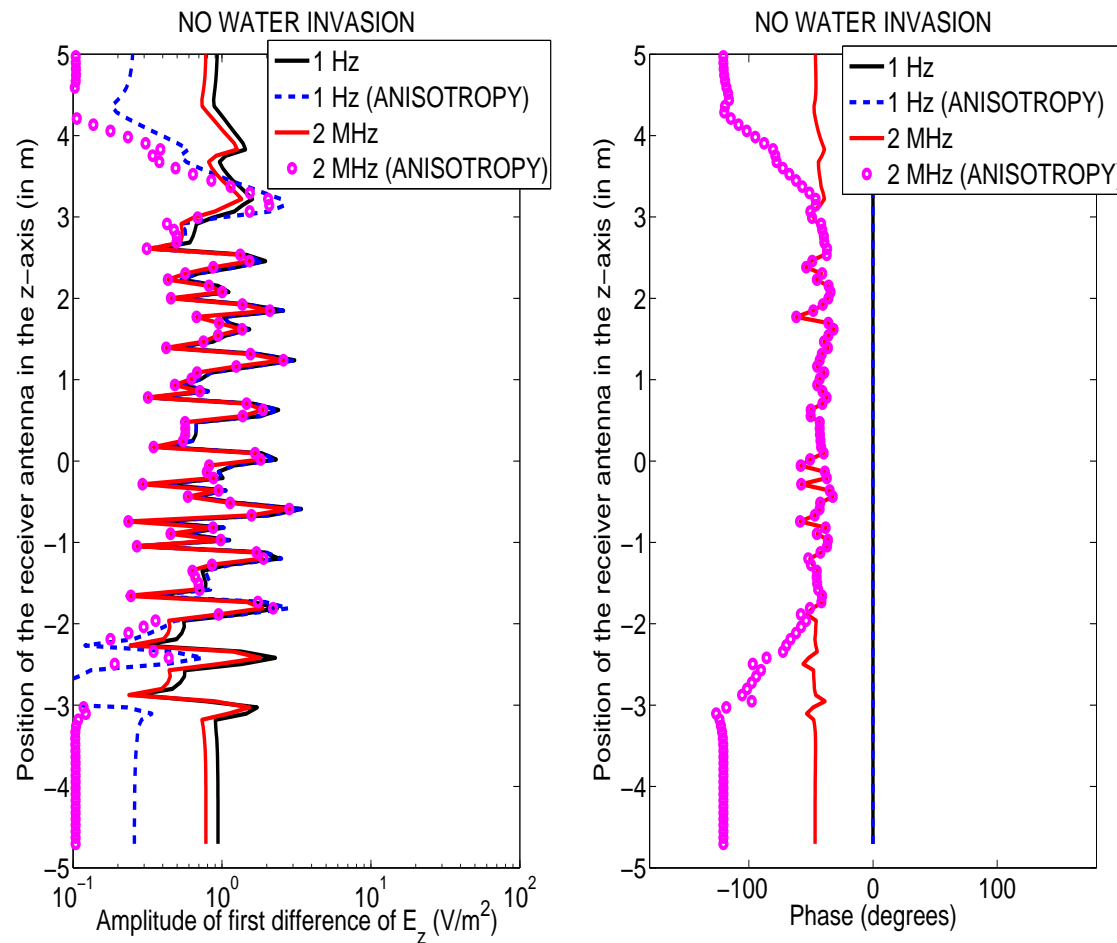 NO WATER INVASION
1 Hz
1 Hz (ANISOTROPY)
2 MHz
2 MHz (ANISOTROPY)
5
4
3
2
1
0
−1
−2
−3
−4
−5
Position of the receiver antenna in the z−axis (in m)
10^−1
10^0
10^1
10^2
Amplitude of first difference of E_z (V/m^2)
NO WATER INVASION
1 Hz
1 Hz (ANISOTROPY)
2 MHz
2 MHz (ANISOTROPY)
5
4
3
2
1
0
−1
−2
−3
−4
−5
Position of the receiver antenna in the z−axis (in m)
−100
0
100
Phase (degrees)